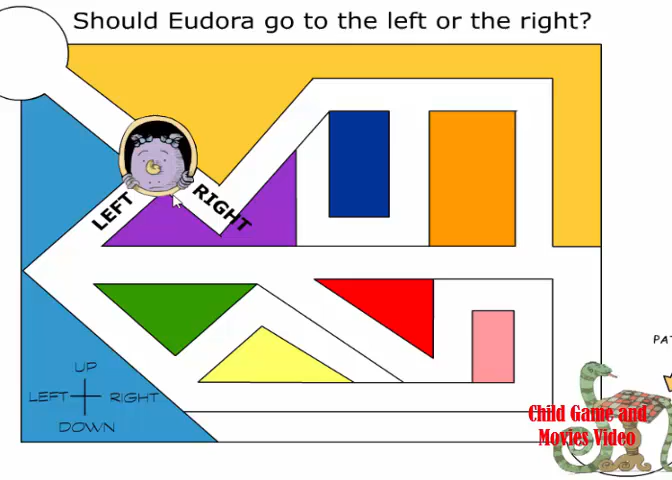 Should Eudora go to the left or the right?
LEFT
RIGHT
PAT
UP
LEFT RIGHT
DOWN
Child Game and
Movies Video